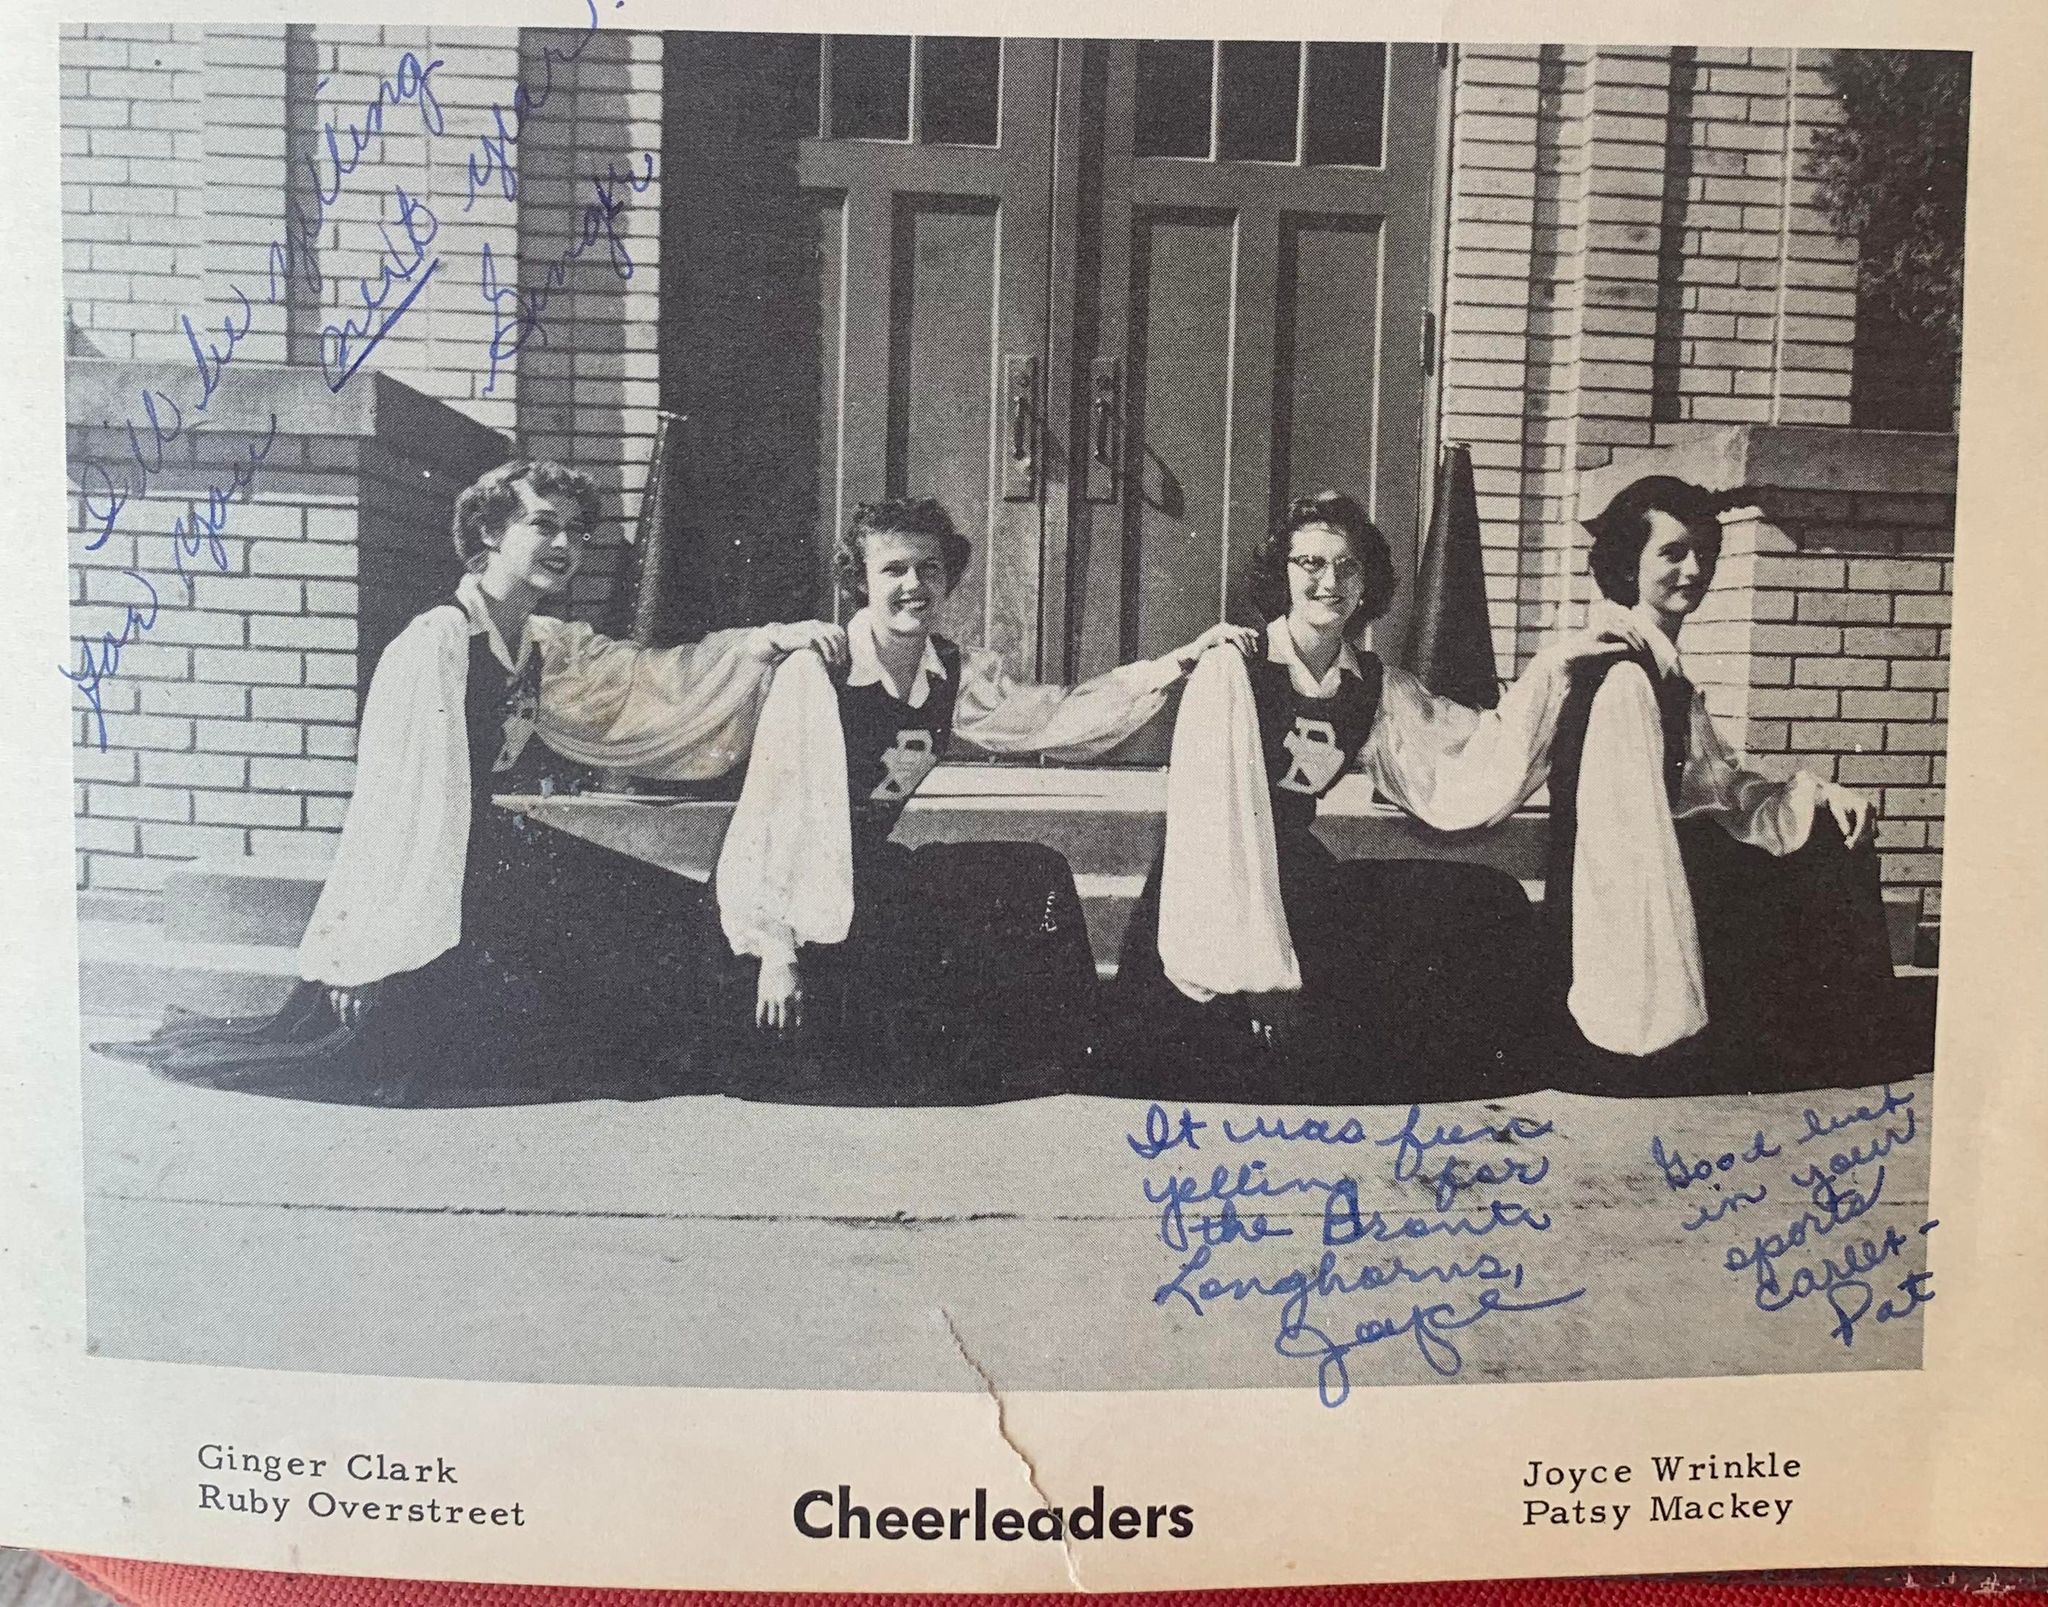 I'll be yelling
for you
next year.
Ginger
B
B
B
It was fun
yelling for
the Bronte
Longhorns,
Joyce
Good luck
in your
sports
career-
Pat
Ginger Clark
Ruby Overstreet
Cheerleaders
Joyce Wrinkle
Patsy Mackey